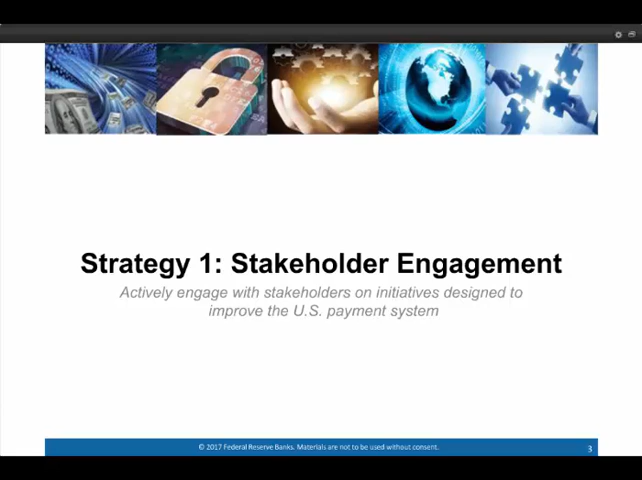 Strategy 1: Stakeholder Engagement
Actively engage with stakeholders on initiatives designed to
improve the U.S. payment system
© 2017 Federal Reserve Banks. Materials are not to be used without consent.
3